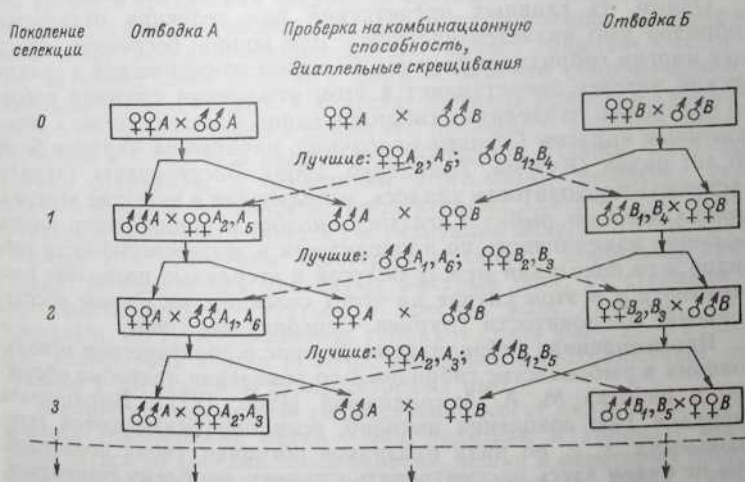 Поколение селекции
Отводка А
Проверка на комбинационную способность, диаллельные скрещивания
Отводка Б
0
♀♀A × ♂♂A
♀♀A × ♂♂B
♀♀B × ♂♂B
Лучшие: ♀♀A₂, A₅; ♂♂B₁, B₄
1
♂♂A × ♀♀A₂, A₅
♂♂A × ♀♀B
♂♂B₁, B₄ × ♀♀B
Лучшие: ♂♂A₁, A₆; ♀♀B₂, B₃
2
♀♀A × ♂♂A₁, A₆
♀♀A × ♂♂B
♀♀B₂, B₃ × ♂♂B
Лучшие: ♀♀A₂, A₃; ♂♂B₁, B₅
3
♂♂A × ♀♀A₂, A₃
♂♂A × ♀♀B
♂♂B₁, B₅ × ♀♀B